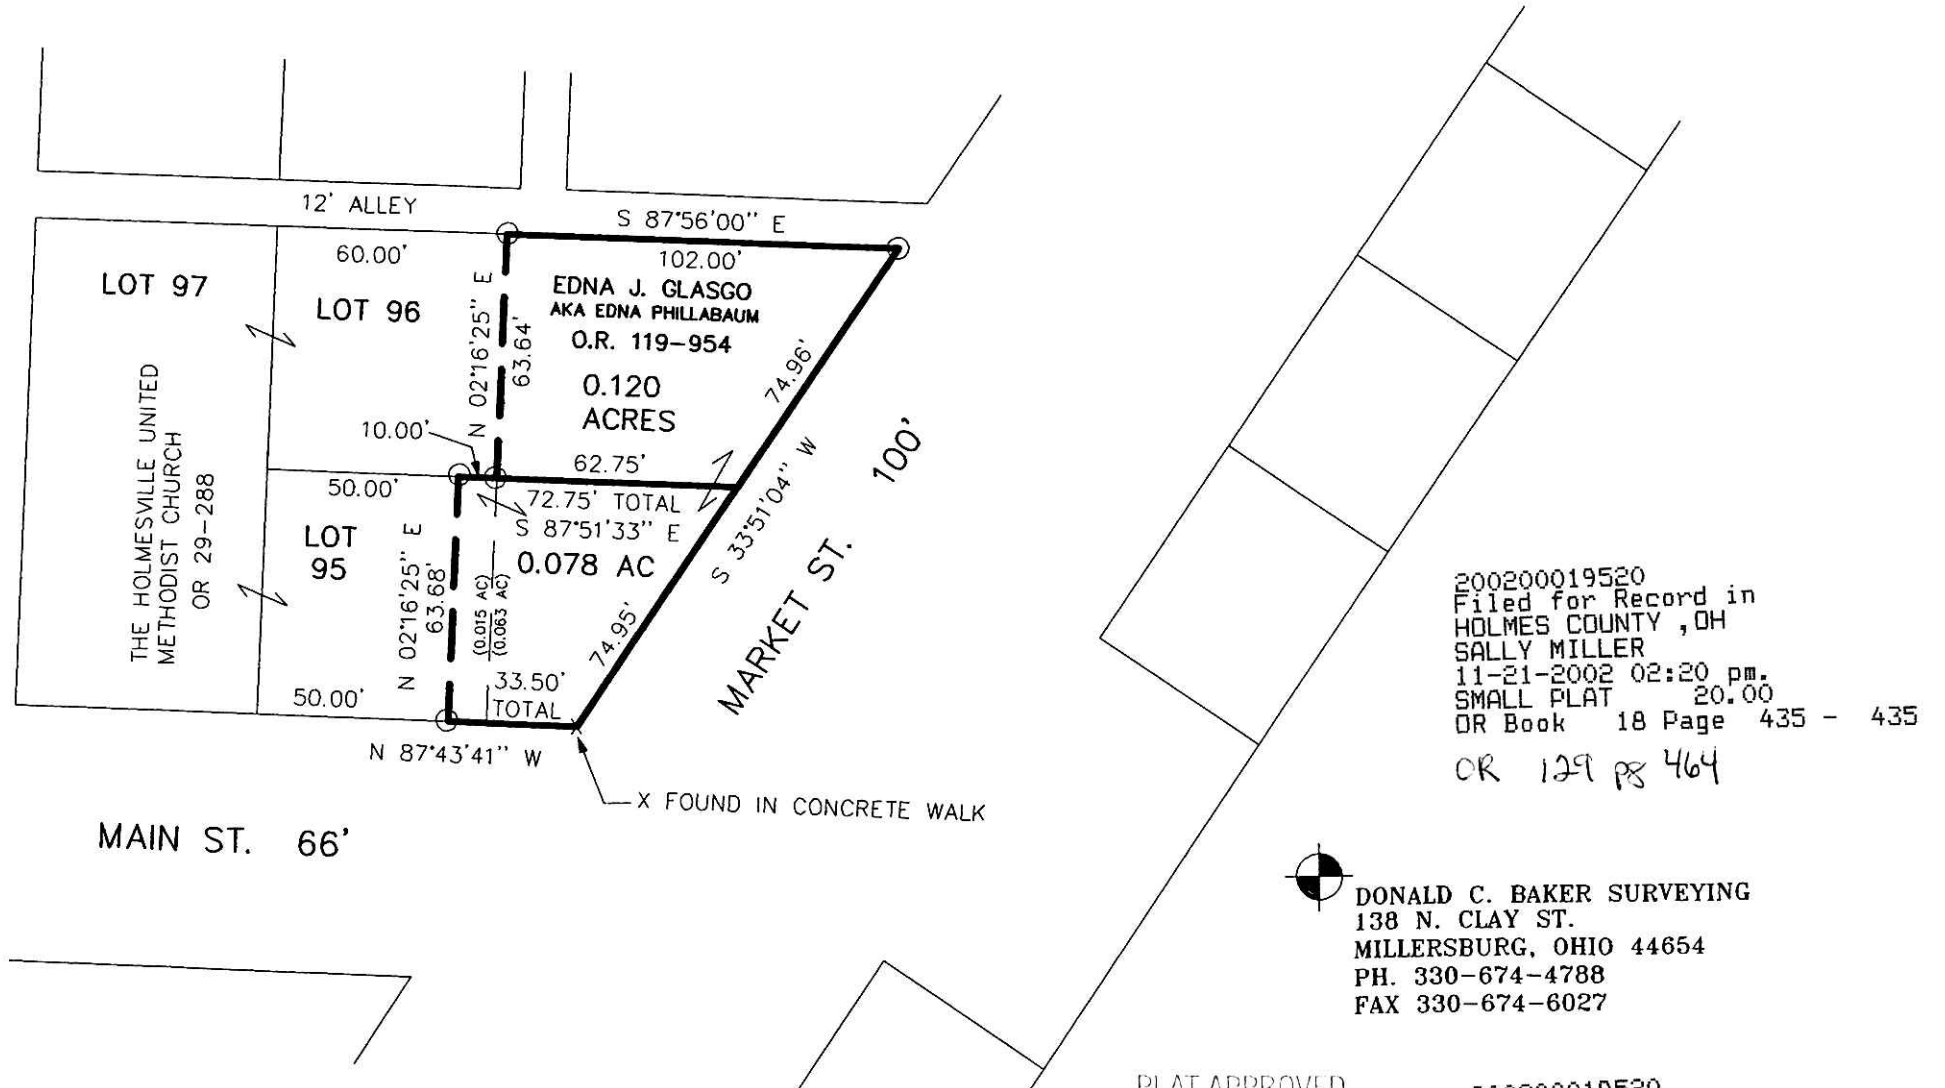 12' ALLEY
S 87°56'00" E
102.00'
60.00'
LOT 97
LOT 96
EDNA J. GLASGO
AKA EDNA PHILLABAUM
O.R. 119-954
0.120
ACRES
N 02°16'25" E
63.64'
74.96'
10.00'
62.75'
72.75' TOTAL
S 87°51'33" E
50.00'
LOT
95
THE HOLMESVILLE UNITED
METHODIST CHURCH
OR 29-288
N 02°16'25" E
63.68'
0.078 AC
(0.015 AC)
(0.063 AC)
74.95'
S 33°51'04" W
MARKET ST. 100'
33.50'
TOTAL
50.00'
N 87°43'41" W
X FOUND IN CONCRETE WALK
MAIN ST. 66'
200200019520
Filed for Record in
HOLMES COUNTY ,OH
SALLY MILLER
11-21-2002 02:20 pm.
SMALL PLAT 20.00
OR Book 18 Page 435 - 435
OR 129 pg 464
DONALD C. BAKER SURVEYING
138 N. CLAY ST.
MILLERSBURG, OHIO 44654
PH. 330-674-4788
FAX 330-674-6027
PLAT APPROVED